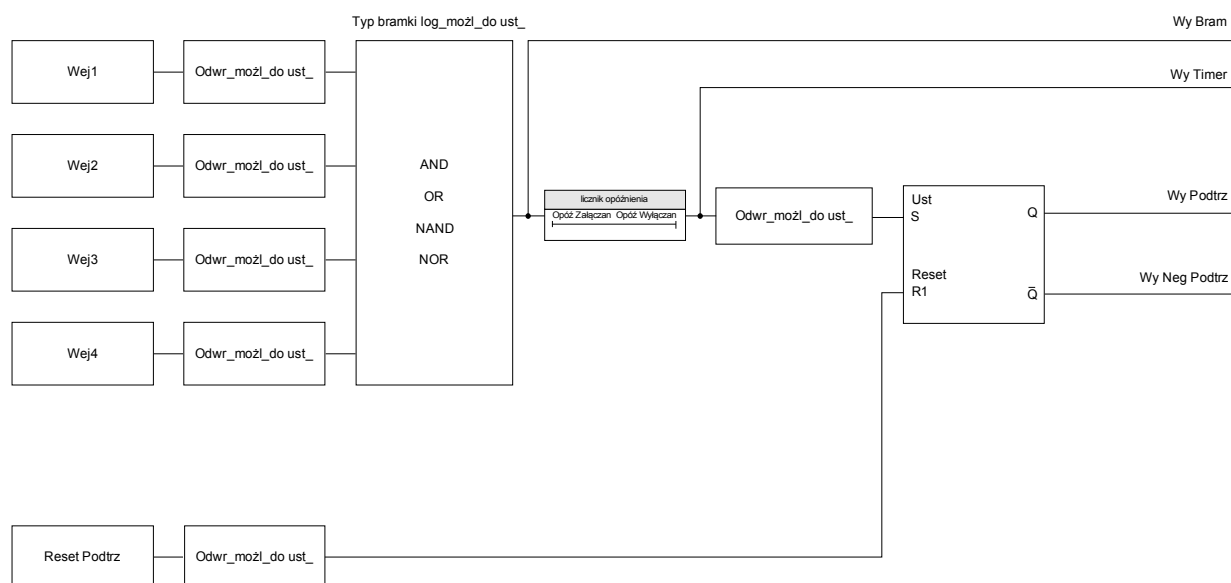 Typ bramki log_możl_do ust_
Wy Bram
Wej1
Odwr_możl_do ust_
Wy Timer
Wej2
Odwr_możl_do ust_
AND
OR
NAND
NOR
licznik opóźnienia
Opóź Załączan Opóź Wyłączan
Odwr_możl_do ust_
Ust
S
Q
Wy Podtrz
Wej3
Odwr_możl_do ust_
Reset
R1
Q̅
Wy Neg Podtrz
Wej4
Odwr_możl_do ust_
Reset Podtrz
Odwr_możl_do ust_